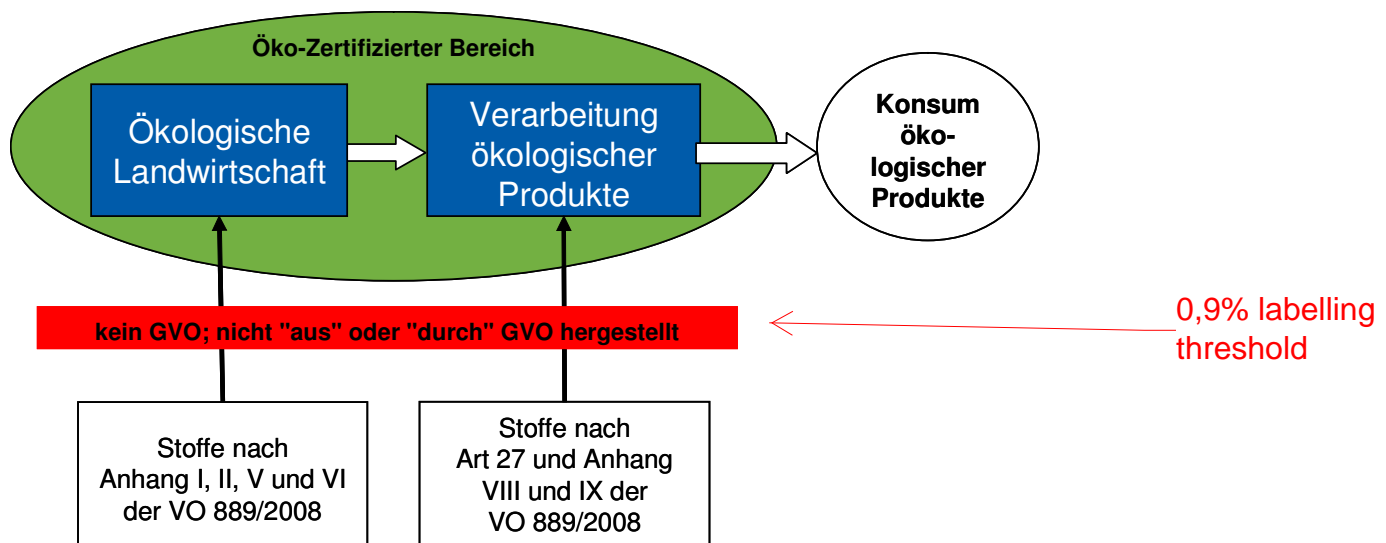 Öko-Zertifizierter Bereich
Ökologische
Landwirtschaft
Verarbeitung
ökologischer
Produkte
Konsum
öko-
logischer
Produkte
kein GVO; nicht "aus" oder "durch" GVO hergestellt
0,9% labelling
threshold
Stoffe nach
Anhang I, II, V und VI
der VO 889/2008
Stoffe nach
Art 27 und Anhang
VIII und IX der
VO 889/2008